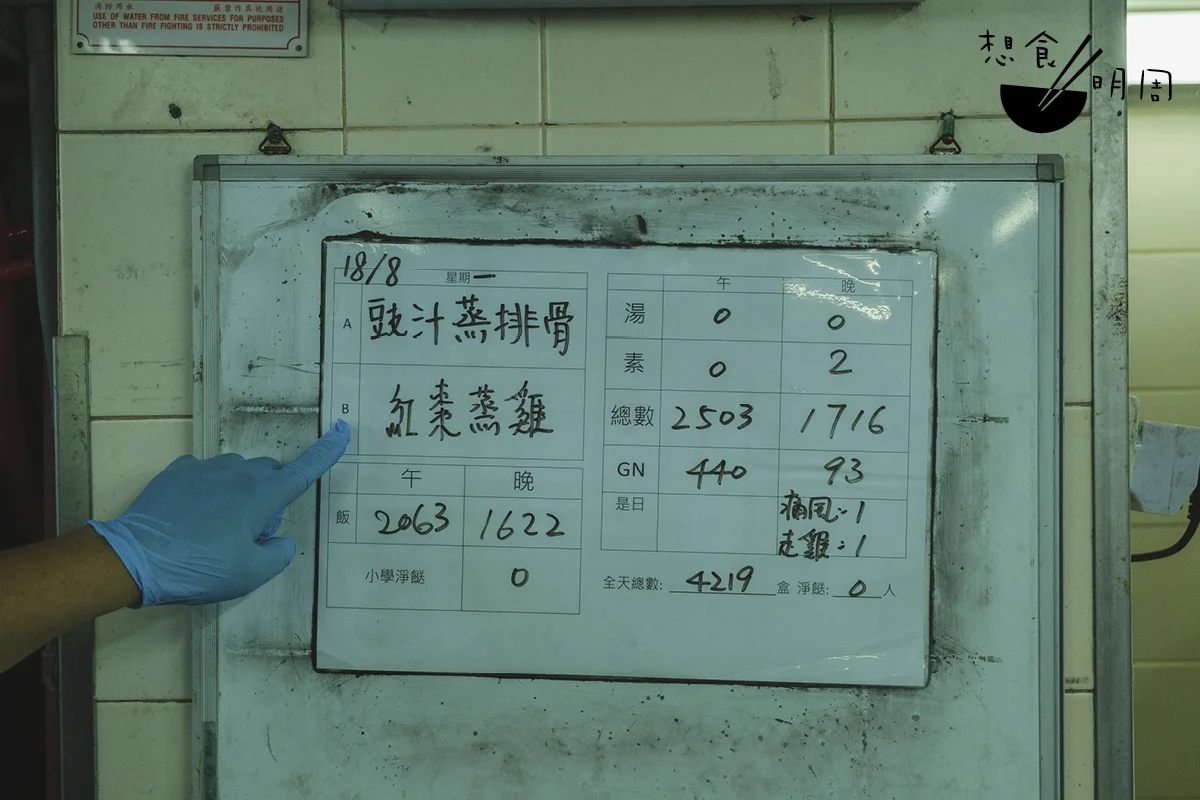 消防用水 嚴禁作其他用途
USE OF WATER FROM FIRE SERVICES FOR PURPOSES
OTHER THAN FIRE FIGHTING IS STRICTLY PROHIBITED
想食
明周
18/8 星期一
A 豉汁蒸排骨
B 紅棗蒸雞
午 晚
飯 2063 1622
小學淨餸 0
午 晚
湯 0 0
素 0 2
總數 2503 1716
GN 440 93
是日 痛風:1
走雞:1
全天總數: 4219 盒 淨餸: 0 人